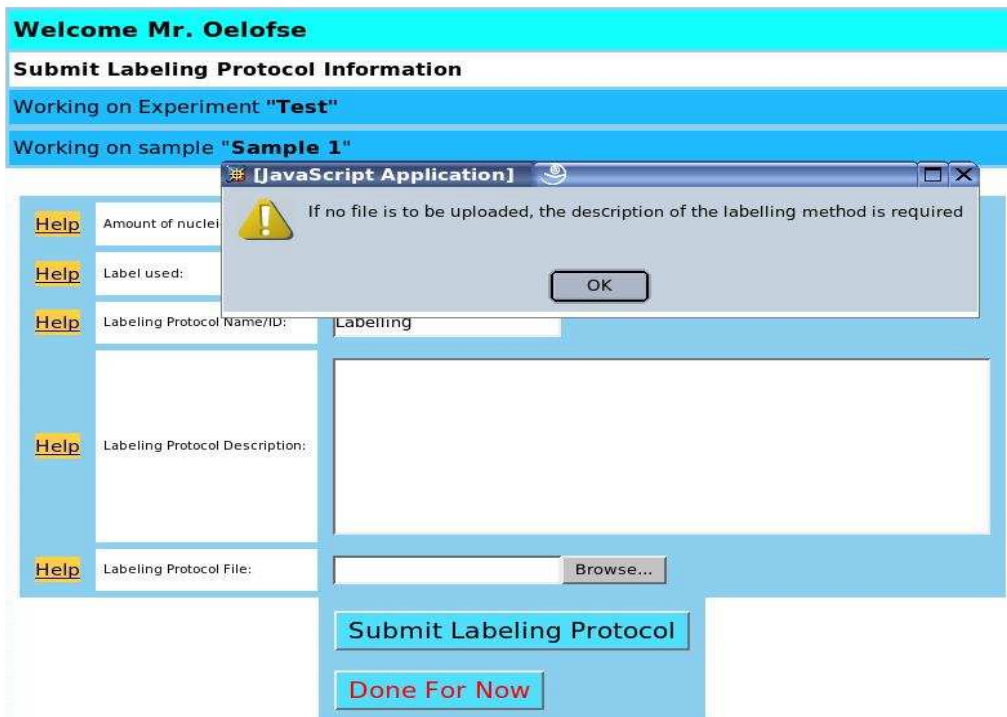 Welcome Mr. Oelofse
Submit Labeling Protocol Information
Working on Experiment "Test"
Working on sample "Sample 1"
[JavaScript Application]
If no file is to be uploaded, the description of the labelling method is required
OK
Help Amount of nuclei
Help Label used:
Help Labeling Protocol Name/ID: Labelling
Help Labeling Protocol Description:
Help Labeling Protocol File: Browse...
Submit Labeling Protocol
Done For Now